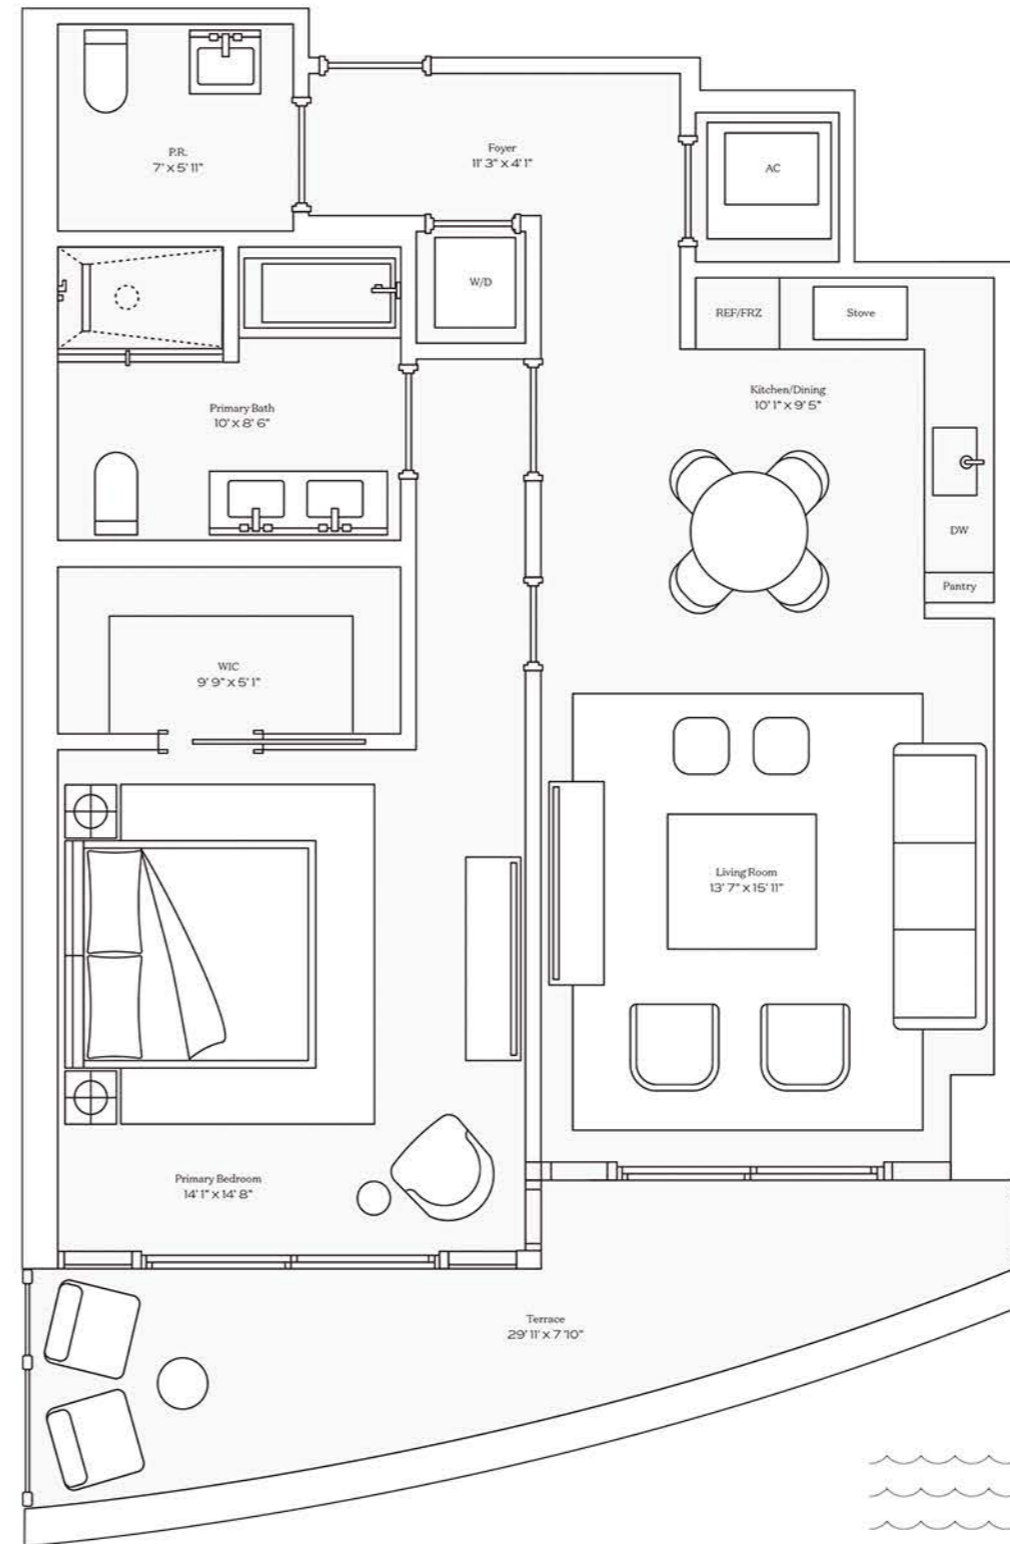 P.R.
7' x 5' 11"
Foyer
11' 3" x 4' 1"
AC
W/D
REF/FRZ
Stove
Kitchen/Dining
10' 1" x 9' 5"
Primary Bath
10' x 8' 6"
DW
Pantry
WIC
9' 9" x 5' 1"
Living Room
13' 7" x 15' 11"
Primary Bedroom
14' 1" x 14' 8"
Terrace
29' 11' x 7 '10"